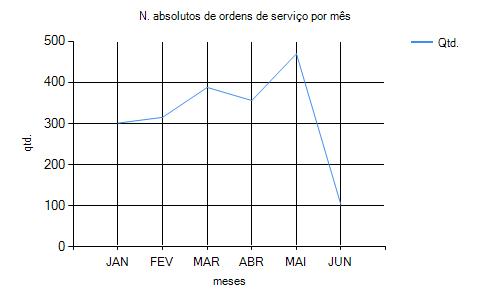 N. absolutos de ordens de serviço por mês
Qtd.
500
400
300
200
100
0
qtd.
JAN FEV MAR ABR MAI JUN
meses